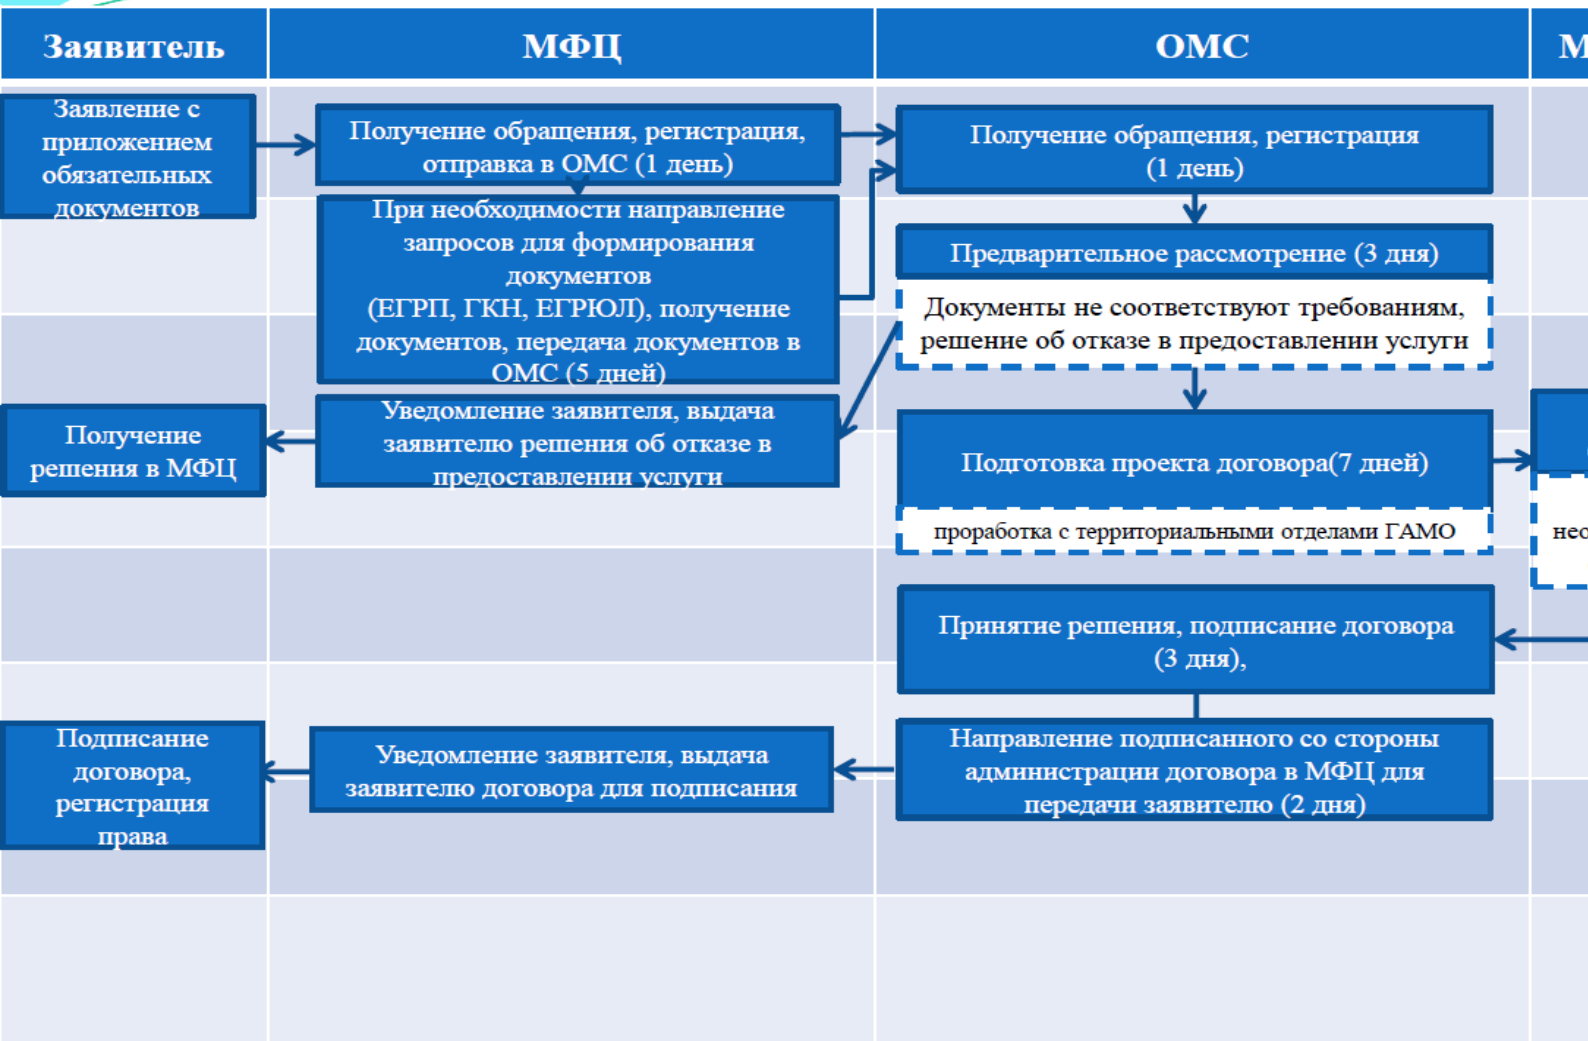 Заявитель
МФЦ
ОМС
М
Заявление с
приложением
обязательных
документов
Получение обращения, регистрация,
отправка в ОМС (1 день)
Получение обращения, регистрация
(1 день)
При необходимости направление
запросов для формирования
документов
(ЕГРП, ГКН, ЕГРЮЛ), получение
документов, передача документов в
ОМС (5 дней)
Предварительное рассмотрение (3 дня)
Документы не соответствуют требованиям,
решение об отказе в предоставлении услуги
Получение
решения в МФЦ
Уведомление заявителя, выдача
заявителю решения об отказе в
предоставлении услуги
Подготовка проекта договора(7 дней)
проработка с территориальными отделами ГАМО
нео
Принятие решения, подписание договора
(3 дня),
Подписание
договора,
регистрация
права
Уведомление заявителя, выдача
заявителю договора для подписания
Направление подписанного со стороны
администрации договора в МФЦ для
передачи заявителю (2 дня)